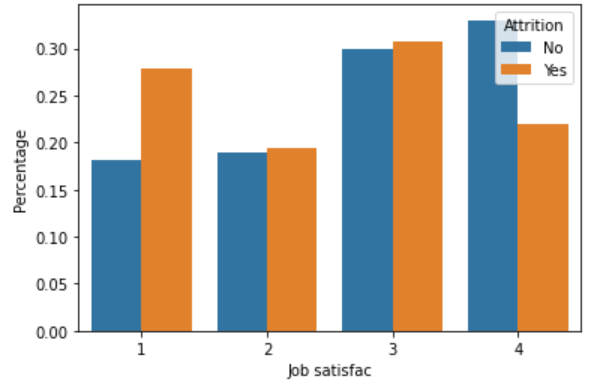 Attrition
No
Yes
Percentage
0.30
0.25
0.20
0.15
0.10
0.05
0.00
1 2 3 4
Job satisfac